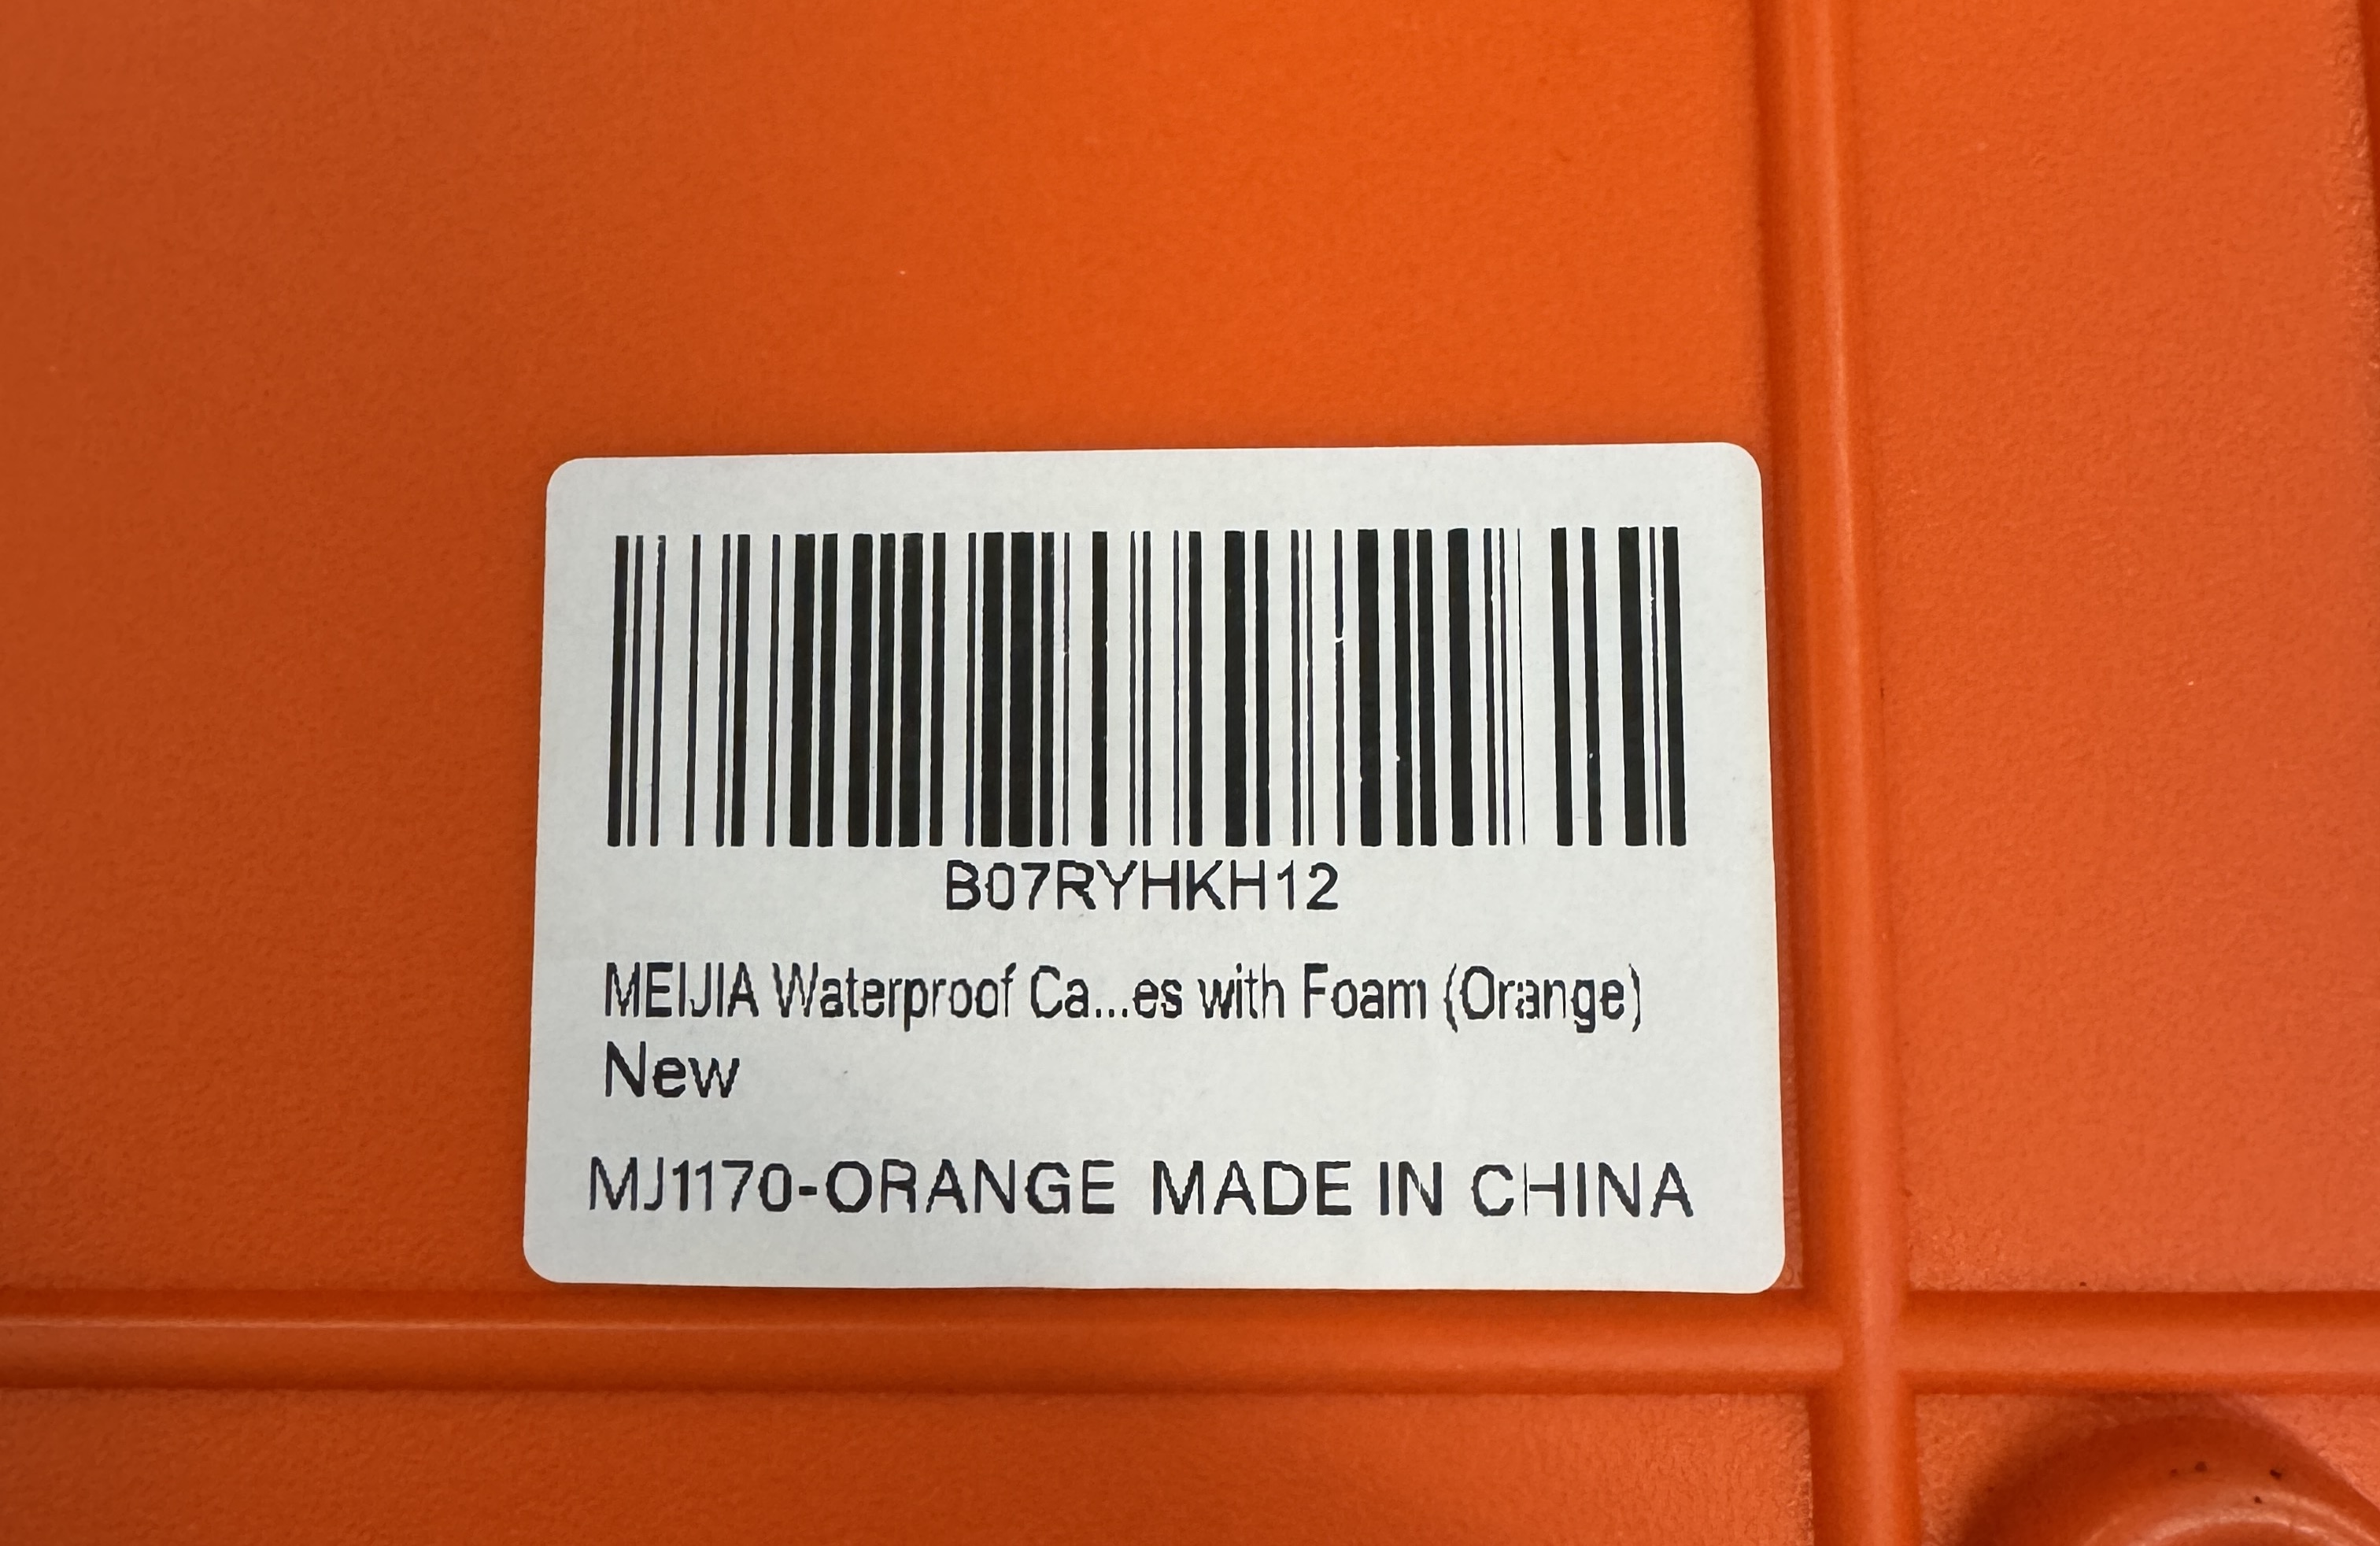 B07RYHKH12
MEIJIA Waterproof Ca...es with Foam (Orange)
New
MJ1170-ORANGE MADE IN CHINA